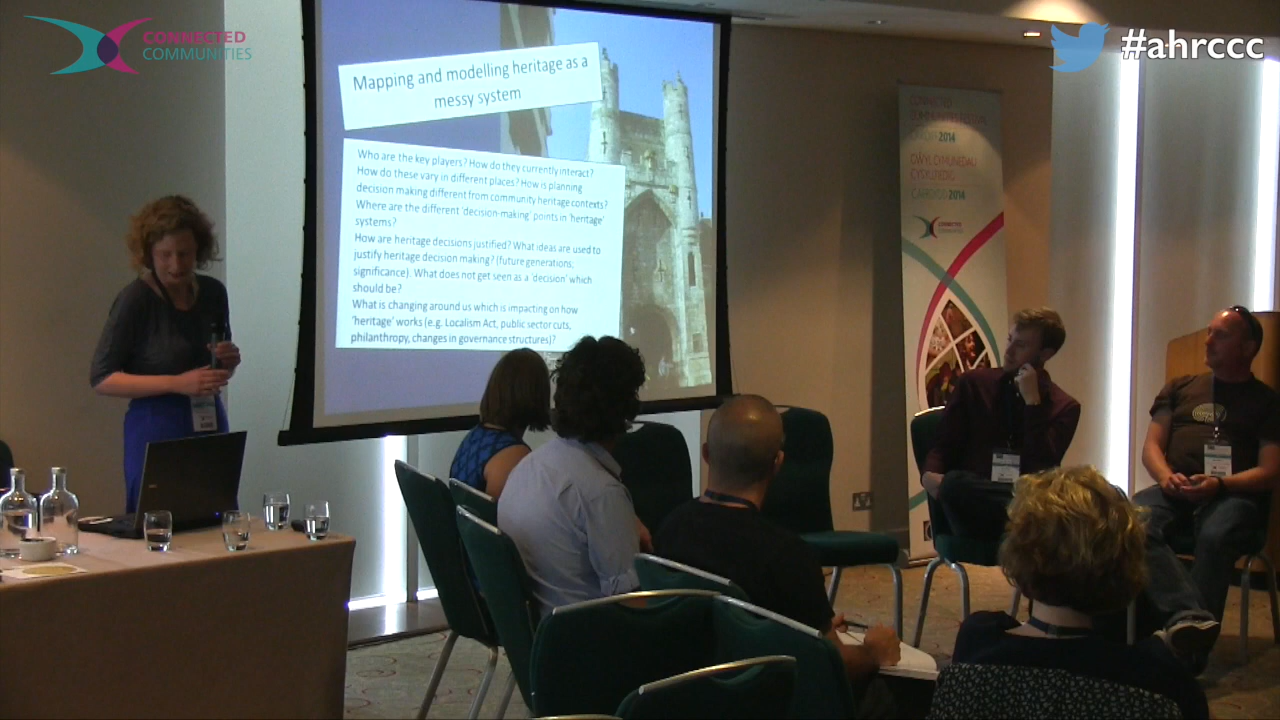 CONNECTED
COMMUNITIES
#ahrccc
Mapping and modelling heritage as a
messy system
Who are the key players? How do they currently interact?
How do these vary in different places? How is planning
decision making different from community heritage contexts?
Where are the different 'decision-making' points in 'heritage'
systems?
How are heritage decisions justified? What ideas are used to
justify heritage decision making? (future generations;
significance). What does not get seen as a 'decision' which
should be?
What is changing around us which is impacting on how
'heritage' works (e.g. Localism Act, public sector cuts,
philanthropy, changes in governance structures)?
CONNECTED
COMMUNITIES
2014
2014
CONNECTED
COMMUNITIES